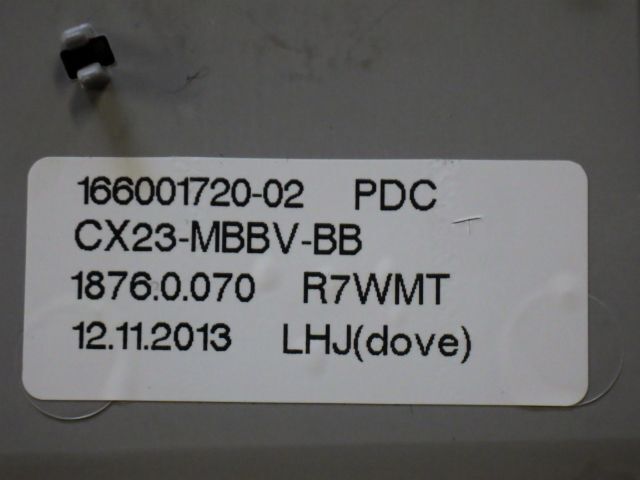 166001720-02 PDC
CX23-MBBV-BB
1876.0.070 R7WMT
12.11.2013 LHJ(dove)